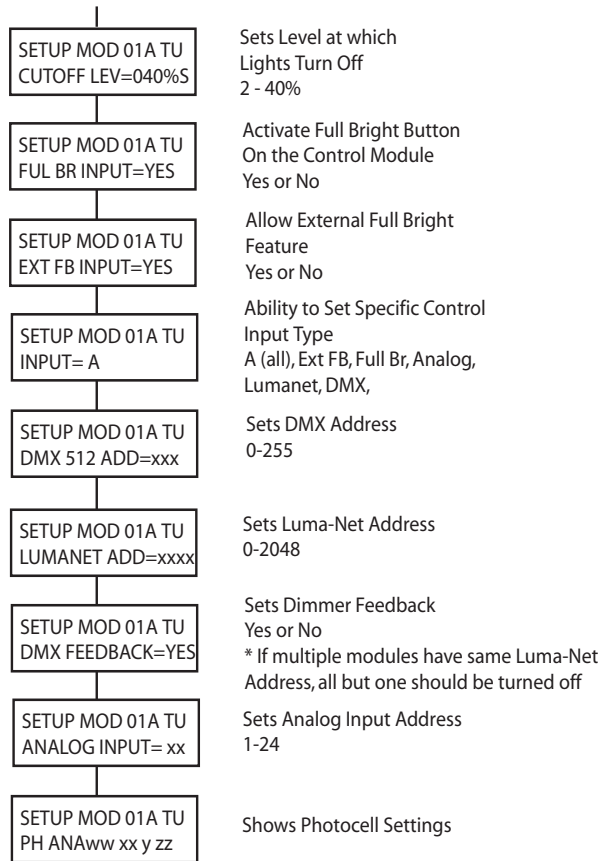 SETUP MOD 01A TU
CUTOFF LEV=040%S
Sets Level at which
Lights Turn Off
2 - 40%
SETUP MOD 01A TU
FUL BR INPUT=YES
Activate Full Bright Button
On the Control Module
Yes or No
SETUP MOD 01A TU
EXT FB INPUT=YES
Allow External Full Bright
Feature
Yes or No
SETUP MOD 01A TU
INPUT= A
Ability to Set Specific Control
Input Type
A (all), Ext FB, Full Br, Analog,
Lumanet, DMX,
SETUP MOD 01A TU
DMX 512 ADD=xxx
Sets DMX Address
0-255
SETUP MOD 01A TU
LUMANET ADD=xxxx
Sets Luma-Net Address
0-2048
SETUP MOD 01A TU
DMX FEEDBACK=YES
Sets Dimmer Feedback
Yes or No
* If multiple modules have same Luma-Net
Address, all but one should be turned off
SETUP MOD 01A TU
ANALOG INPUT= xx
Sets Analog Input Address
1-24
SETUP MOD 01A TU
PH ANAww xx y zz
Shows Photocell Settings